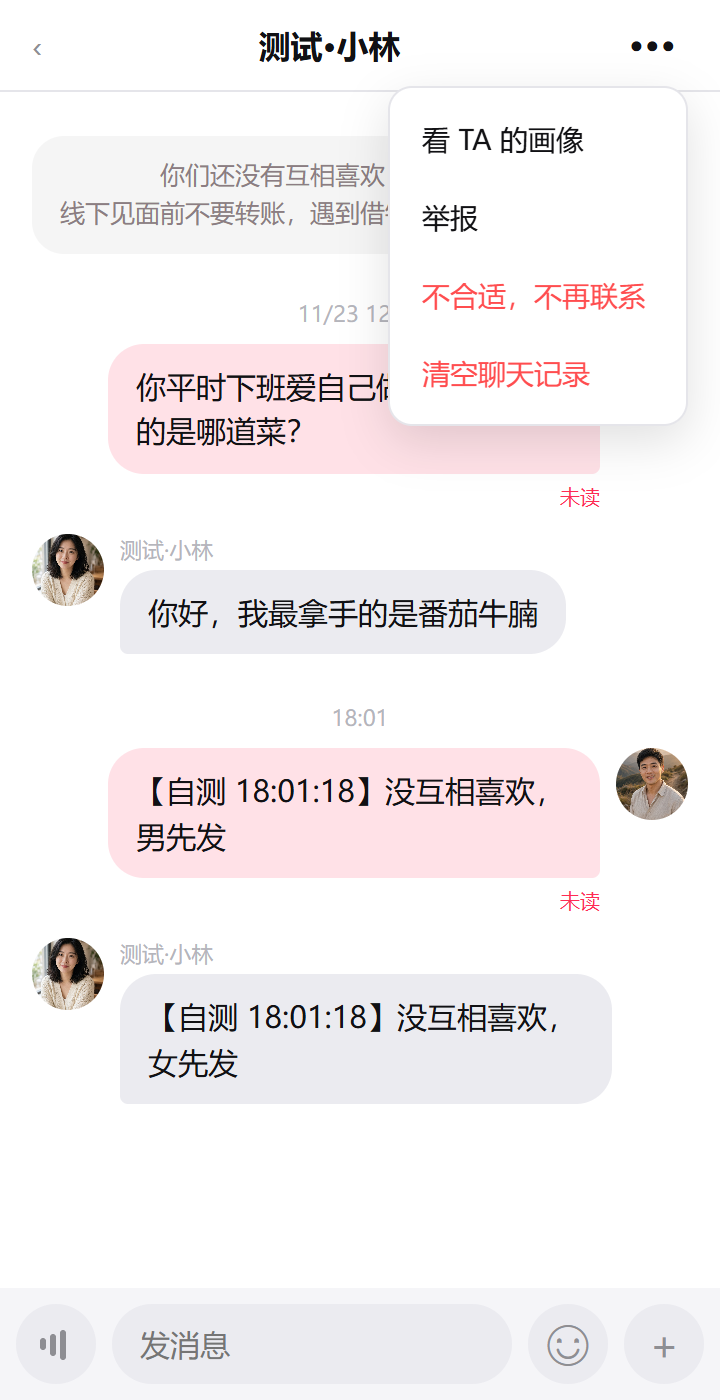 测试•小林
看 TA 的画像
举报
不合适，不再联系
清空聊天记录
你们还没有互相喜欢
线下见面前不要转账，遇到借
11/23 12
你平时下班爱自己
的是哪道菜？
未读
测试·小林
你好，我最拿手的是番茄牛腩
18:01
【自测 18:01:18】没互相喜欢，
男先发
未读
测试·小林
【自测 18:01:18】没互相喜欢，
女先发
发消息